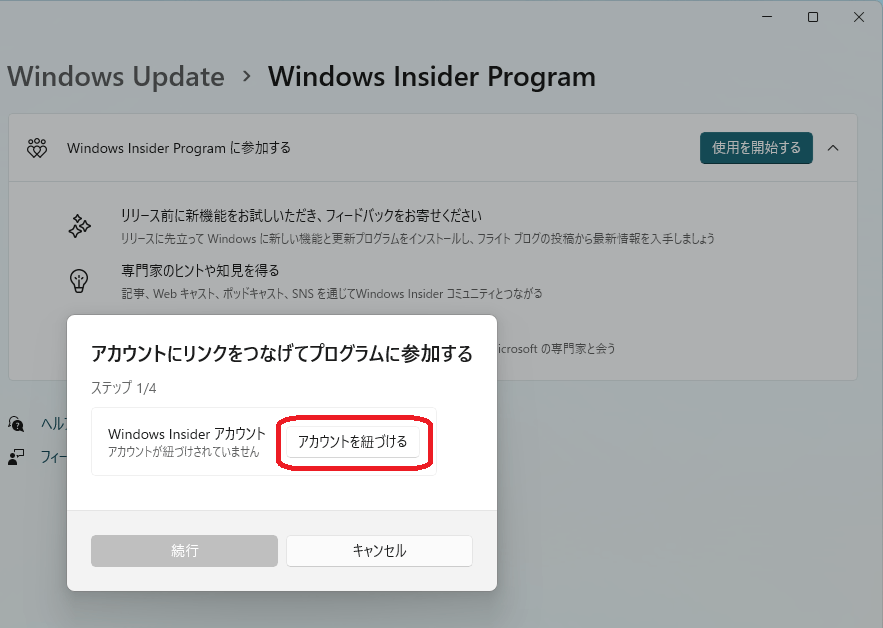 Windows Update › Windows Insider Program
Windows Insider Program に参加する
使用を開始する
リリース前に新機能をお試しいただき、フィードバックをお寄せください
リリースに先立って Windows に新しい機能と更新プログラムをインストールし、フライト ブログの投稿から最新情報を入手しましょう
専門家のヒントや知見を得る
記事、Web キャスト、ポッドキャスト、SNS を通じてWindows Insider コミュニティとつながる
icrosoft の専門家と会う
アカウントにリンクをつなげてプログラムに参加する
ステップ 1/4
Windows Insider アカウント
アカウントが紐づけされていません
アカウントを紐づける
ヘル
フィー
続行
キャンセル